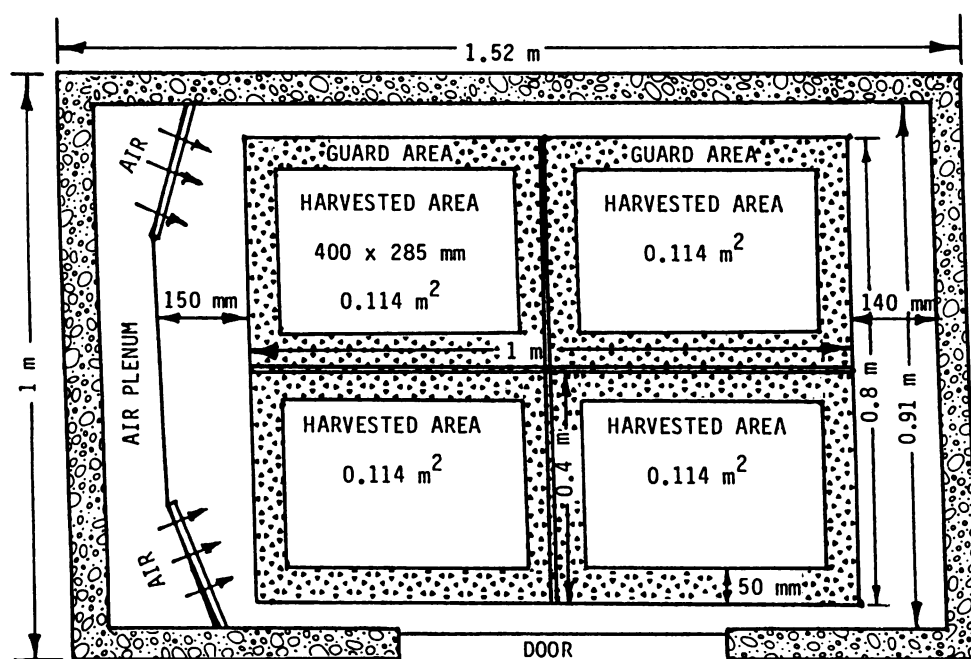 1.52 m
AIR
GUARD AREA
GUARD AREA
HARVESTED AREA
400 x 285 mm
0.114 m²
HARVESTED AREA
0.114 m²
150 mm
140 mm
1 m
1 m
AIR PLENUM
0.8 m
0.91 m
HARVESTED AREA
0.114 m²
0.4 m
HARVESTED AREA
0.114 m²
AIR
50 mm
DOOR